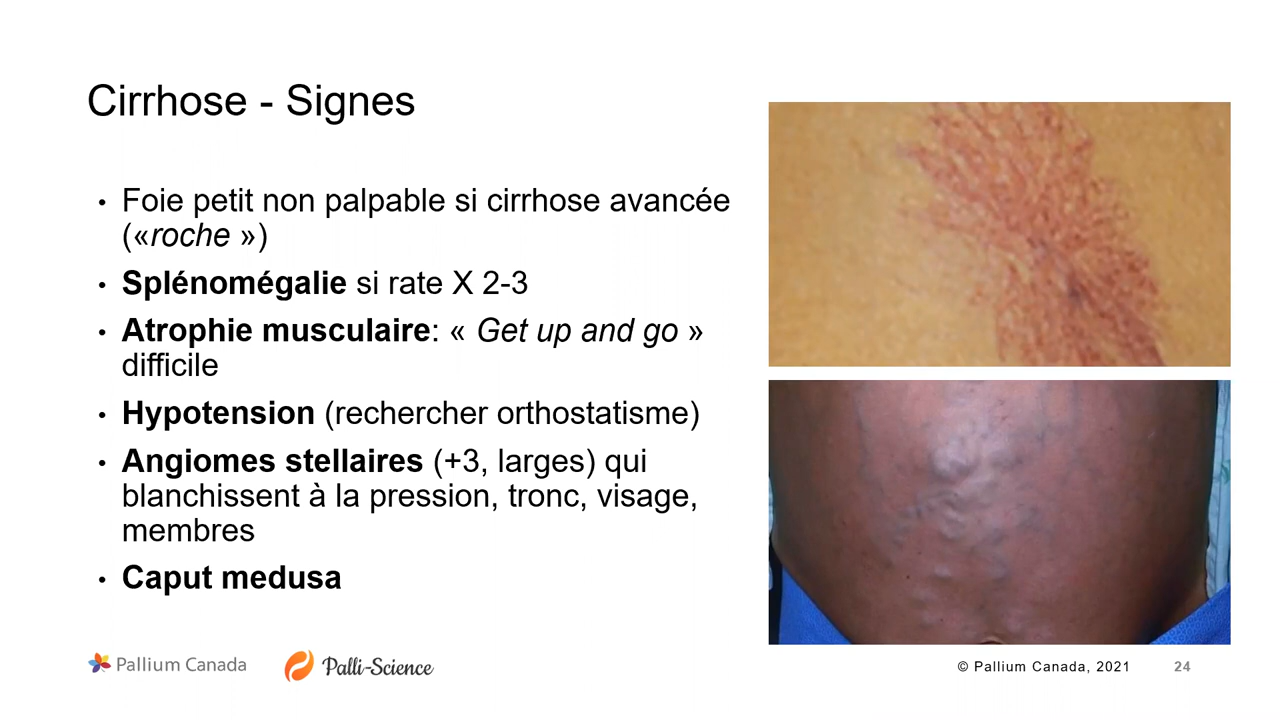 Cirrhose - Signes
• Foie petit non palpable si cirrhose avancée
(«roche »)
• Splénomégalie si rate X 2-3
• Atrophie musculaire: « Get up and go »
difficile
• Hypotension (rechercher orthostatisme)
• Angiomes stellaires (+3, larges) qui
blanchissent à la pression, tronc, visage,
membres
• Caput medusa
Pallium Canada
Palli-Science
© Pallium Canada, 2021
24